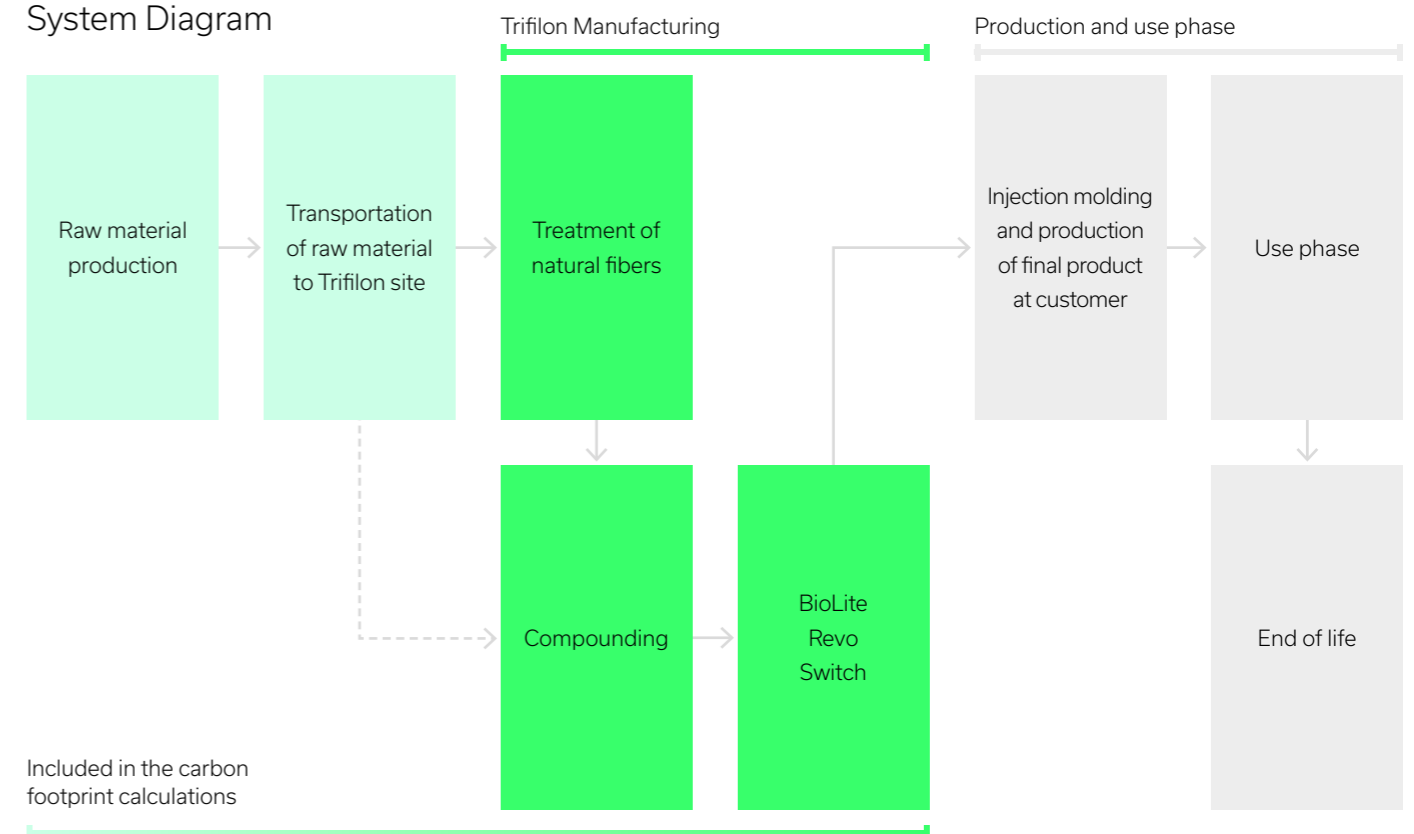 System Diagram
Trifilon Manufacturing
Production and use phase
Raw material
production
Transportation
of raw material
to Trifilon site
Treatment of
natural fibers
Injection molding
and production
of final product
at customer
Use phase
Compounding
BioLite
Revo
Switch
End of life
Included in the carbon
footprint calculations